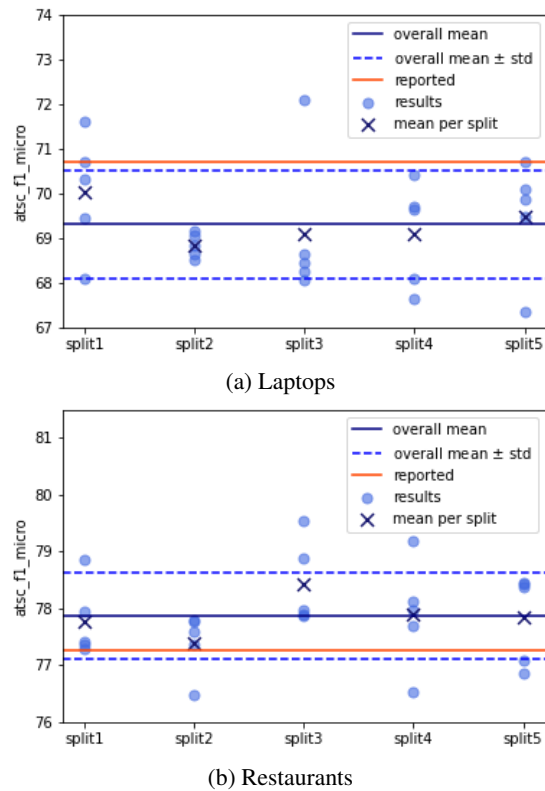 74
73
72
71
70
69
68
67
atsc_f1_micro
overall mean
overall mean ± std
reported
results
mean per split
split1 split2 split3 split4 split5
(a) Laptops
81
80
79
78
77
76
atsc_f1_micro
overall mean
overall mean ± std
reported
results
mean per split
split1 split2 split3 split4 split5
(b) Restaurants